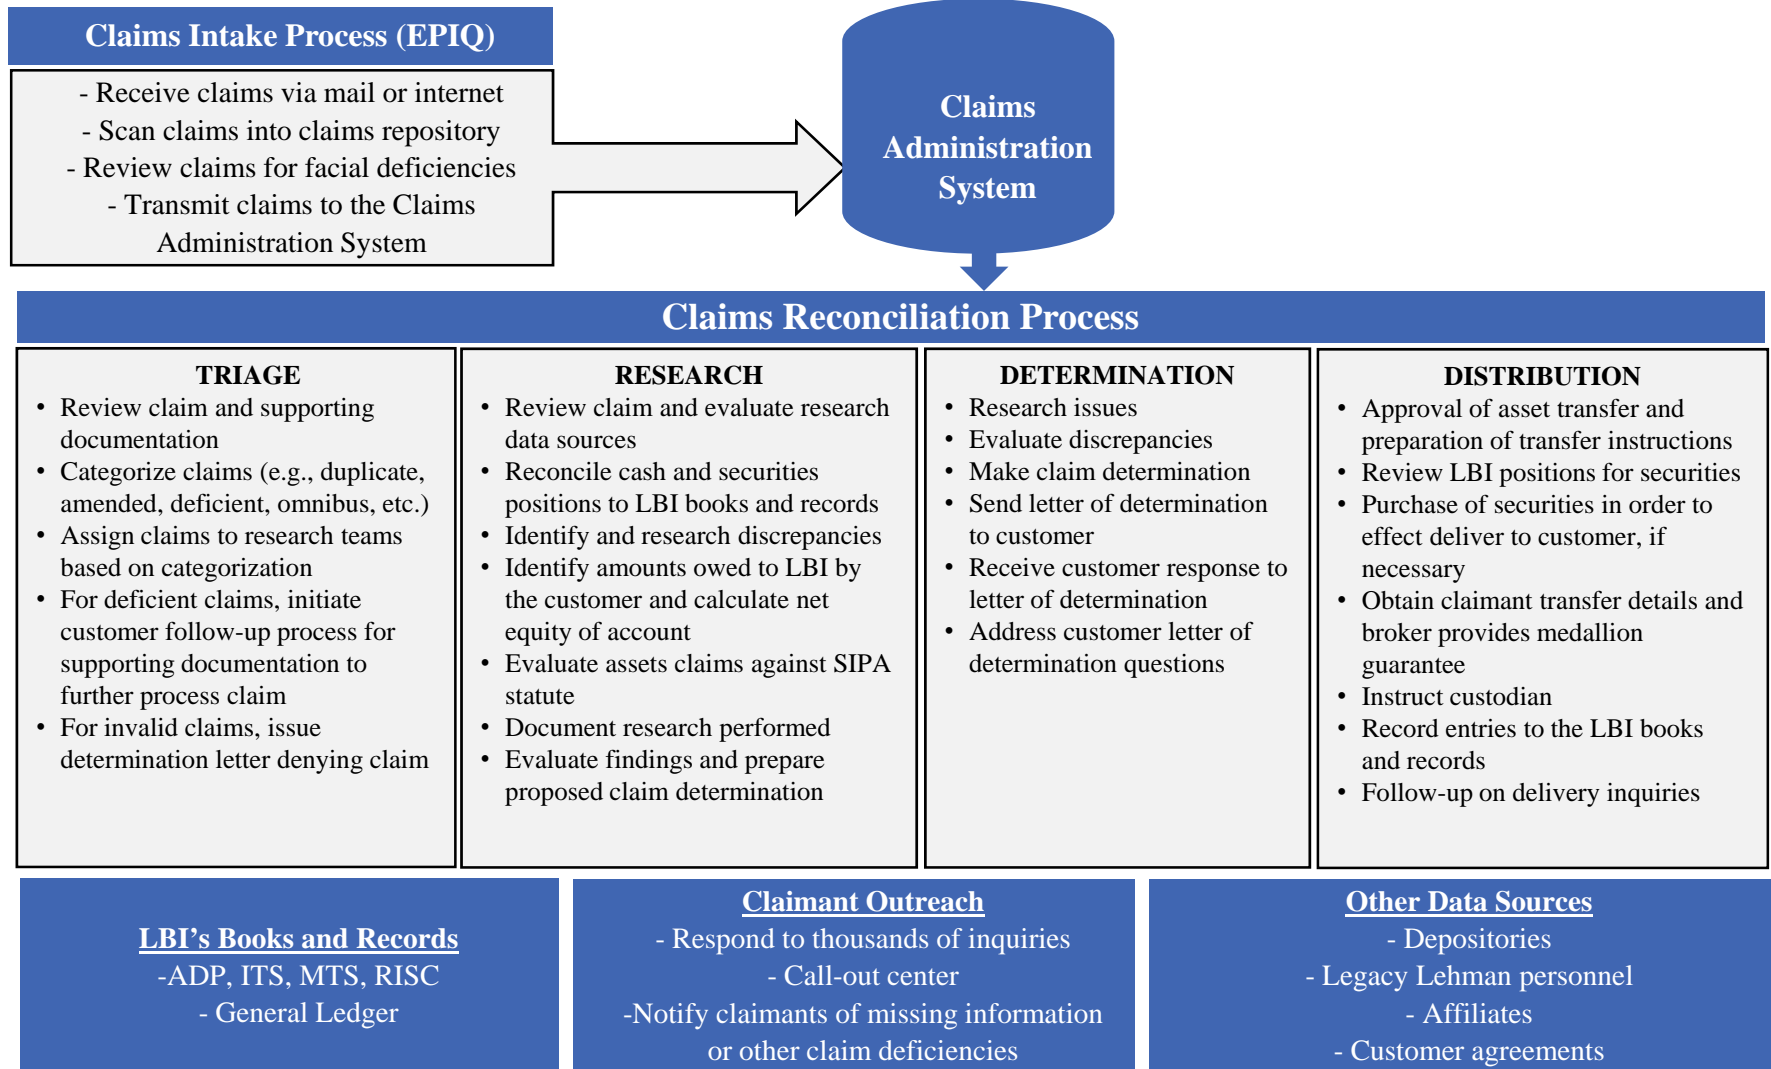 Claims Intake Process (EPIQ)
- Receive claims via mail or internet
- Scan claims into claims repository
- Review claims for facial deficiencies
- Transmit claims to the Claims
Administration System
Claims
Administration
System
Claims Reconciliation Process
TRIAGE
• Review claim and supporting
documentation
• Categorize claims (e.g., duplicate,
amended, deficient, omnibus, etc.)
• Assign claims to research teams
based on categorization
• For deficient claims, initiate
customer follow-up process for
supporting documentation to
further process claim
• For invalid claims, issue
determination letter denying claim
RESEARCH
• Review claim and evaluate research
data sources
• Reconcile cash and securities
positions to LBI books and records
• Identify and research discrepancies
• Identify amounts owed to LBI by
the customer and calculate net
equity of account
• Evaluate assets claims against SIPA
statute
• Document research performed
• Evaluate findings and prepare
proposed claim determination
DETERMINATION
• Research issues
• Evaluate discrepancies
• Make claim determination
• Send letter of determination
to customer
• Receive customer response to
letter of determination
• Address customer letter of
determination questions
DISTRIBUTION
• Approval of asset transfer and
preparation of transfer instructions
• Review LBI positions for securities
• Purchase of securities in order to
effect deliver to customer, if
necessary
• Obtain claimant transfer details and
broker provides medallion
guarantee
• Instruct custodian
• Record entries to the LBI books
and records
• Follow-up on delivery inquiries
LBI's Books and Records
-ADP, ITS, MTS, RISC
- General Ledger
Claimant Outreach
- Respond to thousands of inquiries
- Call-out center
-Notify claimants of missing information
or other claim deficiencies
Other Data Sources
- Depositories
- Legacy Lehman personnel
- Affiliates
- Customer agreements